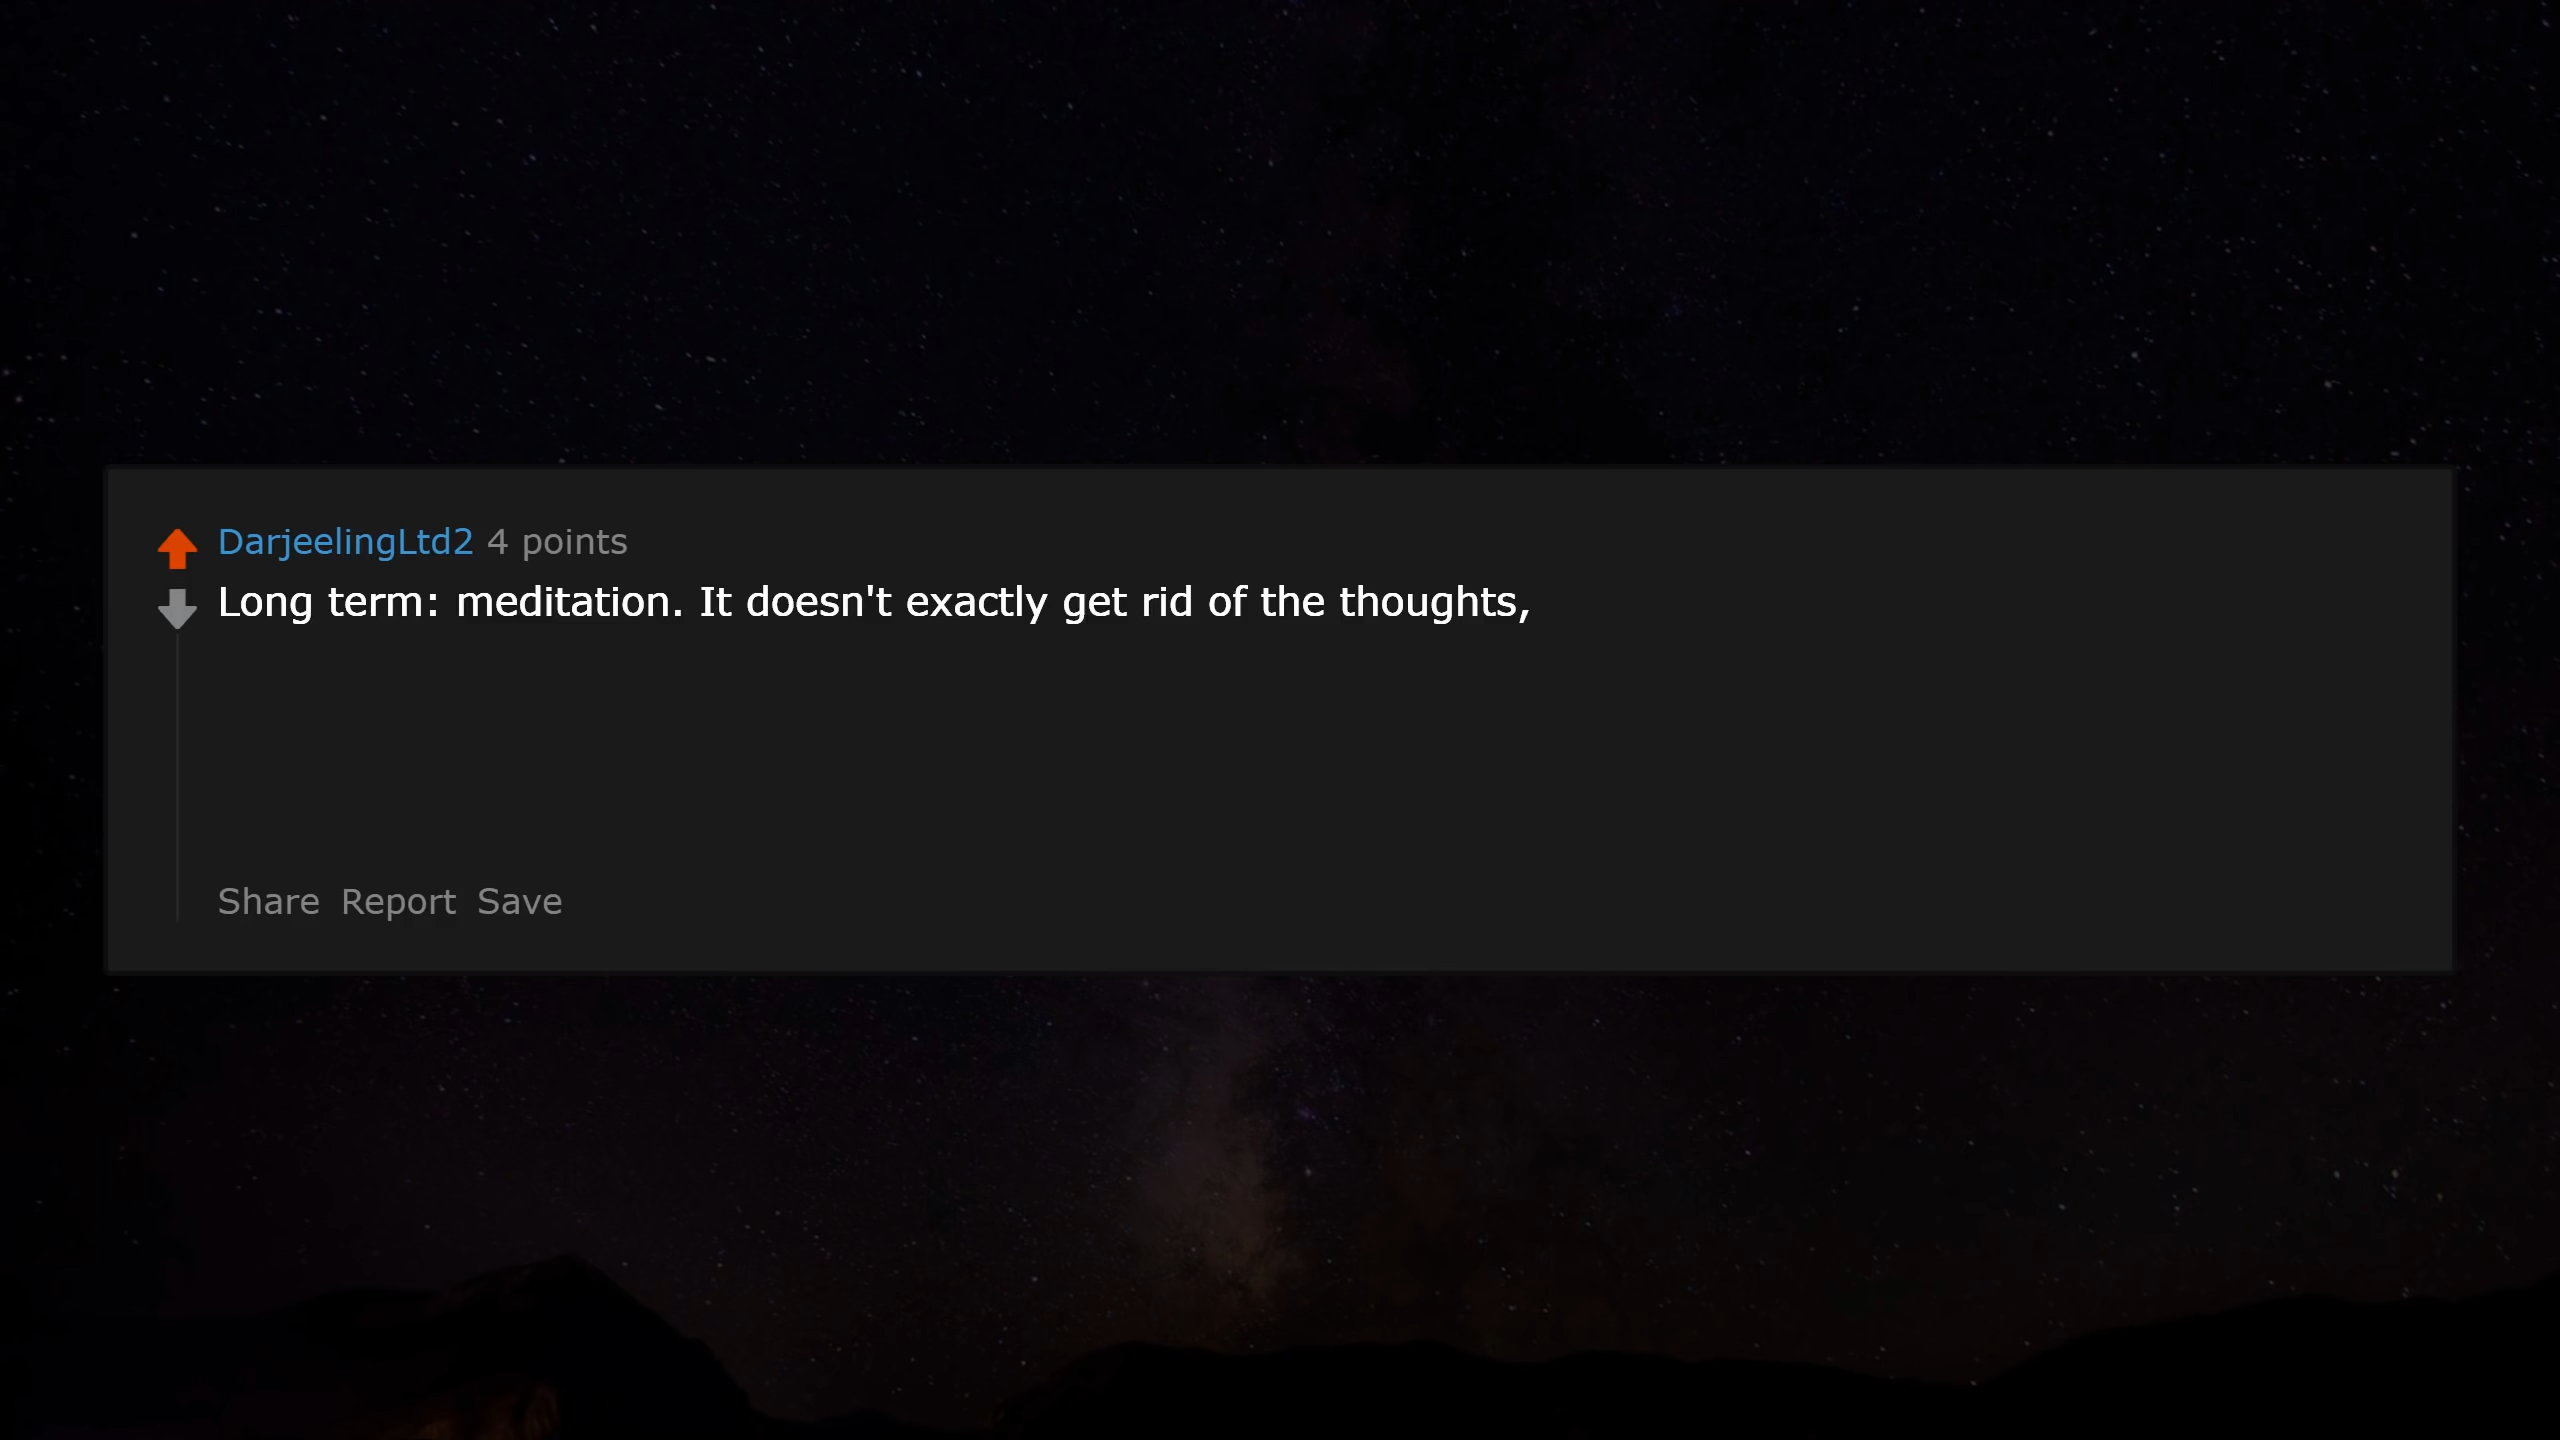 DarjeelingLtd2 4 points
Long term: meditation. It doesn't exactly get rid of the thoughts,
Share Report Save